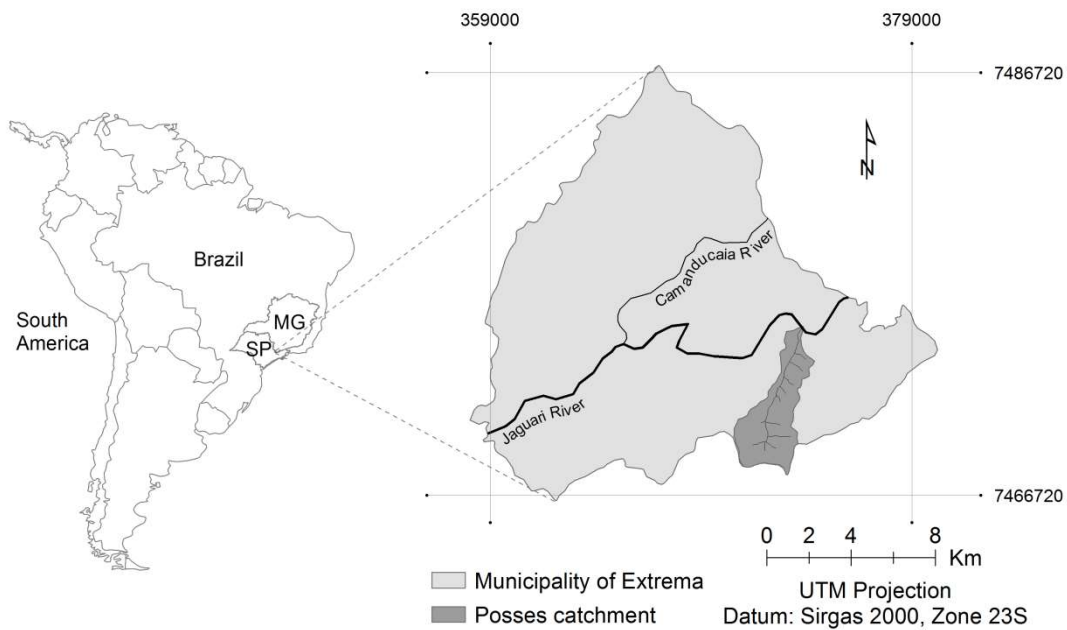 359000
379000
7486720
N
Camanducaia River
Brazil
MG
South
America
SP
Jaguari River
7466720
0 2 4 8
Km
Municipality of Extrema
Posses catchment
UTM Projection
Datum: Sirgas 2000, Zone 23S